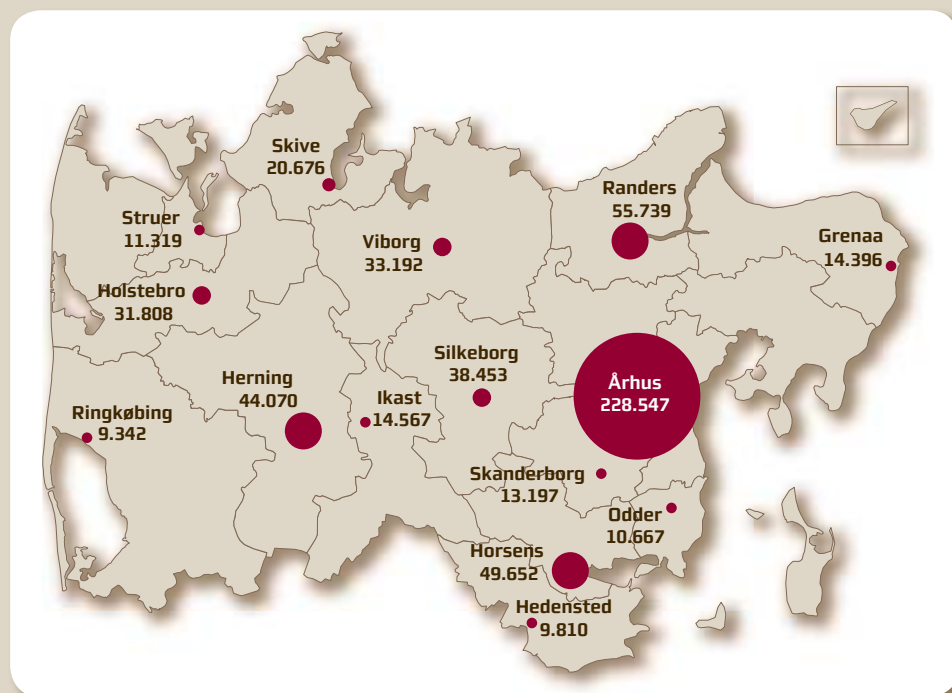 Skive
20.676
Randers
55.739
Struer
11.319
Viborg
33.192
Grenaa
14.396
Holstebro
31.808
Silkeborg
38.453
Herning
44.070
Århus
228.547
Ikast
14.567
Ringkøbing
9.342
Skanderborg
13.197
Odder
10.667
Horsens
49.652
Hedensted
9.810